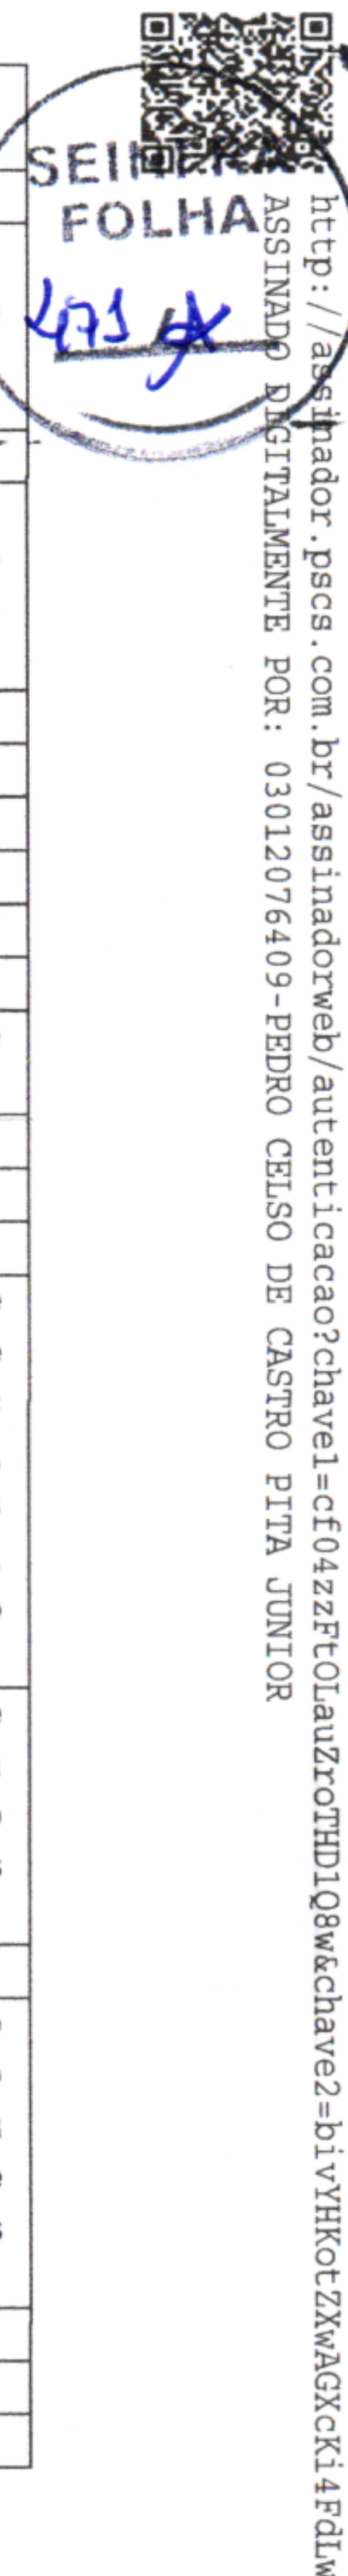 FOLHA
471
http://assinador.pscs.com.br/assinadorweb/autenticacao?chave1=cf04zzFtOLauZroTHD1Q8w&chave2=bivYHKotZXwAGXcKi4FdLw
ASSINADO DIGITALMENTE POR: 03012076409-PEDRO CELSO DE CASTRO PITA JUNIOR